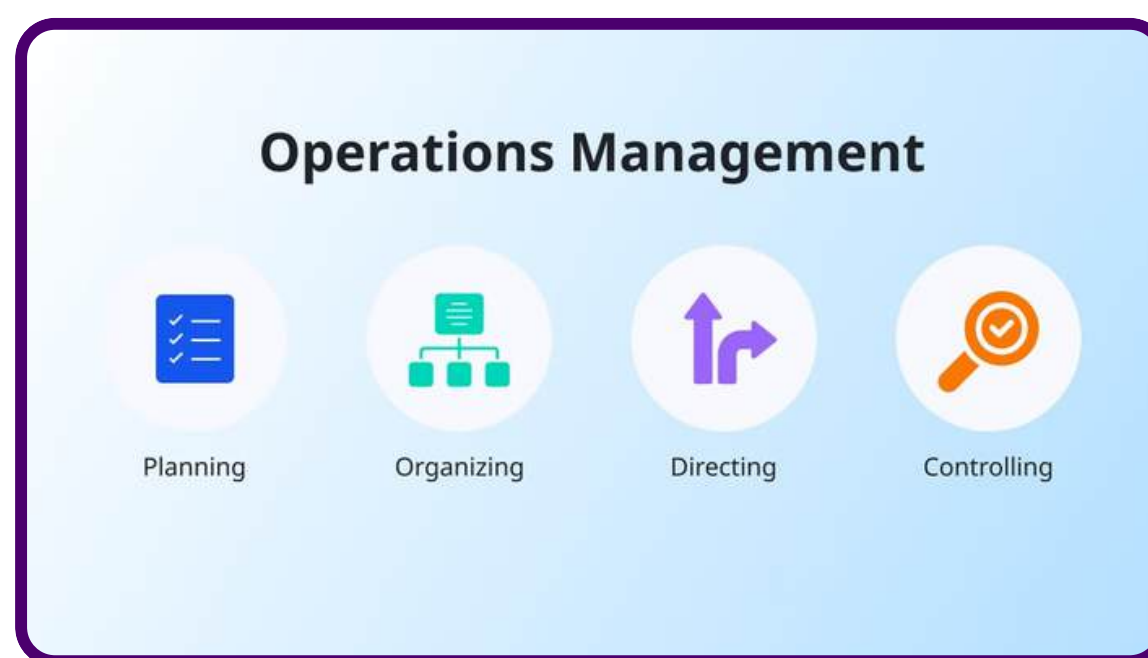 Operations Management
Planning
Organizing
Directing
Controlling